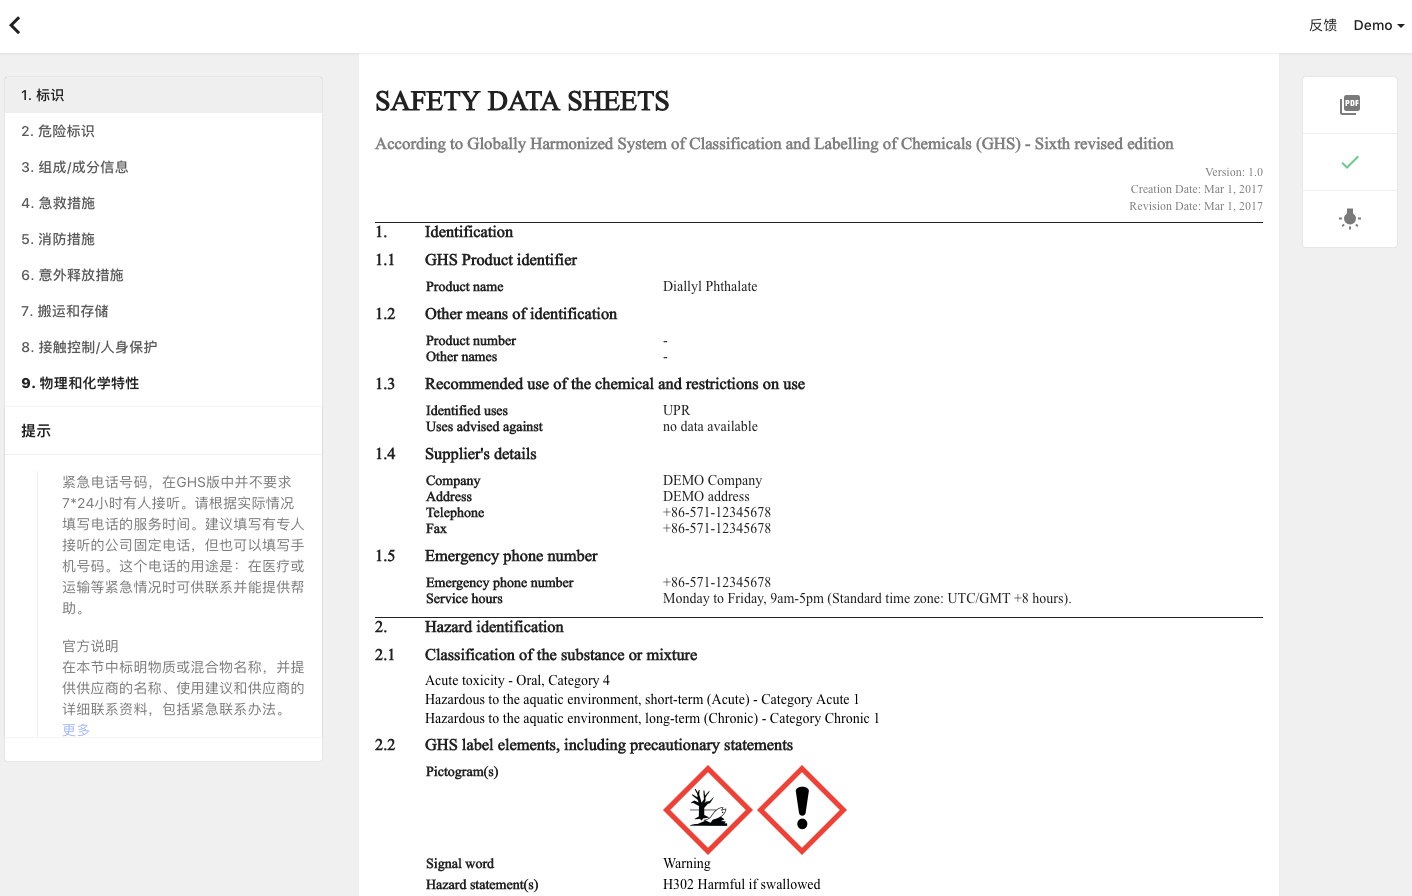 反馈 Demo
1. 标识
2. 危险标识
3. 组成/成分信息
4. 急救措施
5. 消防措施
6. 意外释放措施
7. 搬运和存储
8. 接触控制/人身保护
9. 物理和化学特性
提示
紧急电话号码，在GHS版中并不要求
7*24小时有人接听。请根据实际情况
填写电话的服务时间。建议填写有专人
接听的公司固定电话，但也可以填写手
机号码。这个电话的用途是：在医疗或
运输等紧急情况时可供联系并能提供帮
助。
官方说明
在本节中标明物质或混合物名称，并提
供供应商的名称、使用建议和供应商的
详细联系资料，包括紧急联系办法。
更多
SAFETY DATA SHEETS
According to Globally Harmonized System of Classification and Labelling of Chemicals (GHS) - Sixth revised edition
Version: 1.0
Creation Date: Mar 1, 2017
Revision Date: Mar 1, 2017
1. Identification
1.1 GHS Product identifier
Product name Diallyl Phthalate
1.2 Other means of identification
Product number -
Other names -
1.3 Recommended use of the chemical and restrictions on use
Identified uses UPR
Uses advised against no data available
1.4 Supplier's details
Company DEMO Company
Address DEMO address
Telephone +86-571-12345678
Fax +86-571-12345678
1.5 Emergency phone number
Emergency phone number +86-571-12345678
Service hours Monday to Friday, 9am-5pm (Standard time zone: UTC/GMT +8 hours).
2. Hazard identification
2.1 Classification of the substance or mixture
Acute toxicity - Oral, Category 4
Hazardous to the aquatic environment, short-term (Acute) - Category Acute 1
Hazardous to the aquatic environment, long-term (Chronic) - Category Chronic 1
2.2 GHS label elements, including precautionary statements
Pictogram(s)
Signal word Warning
Hazard statement(s) H302 Harmful if swallowed
PDF